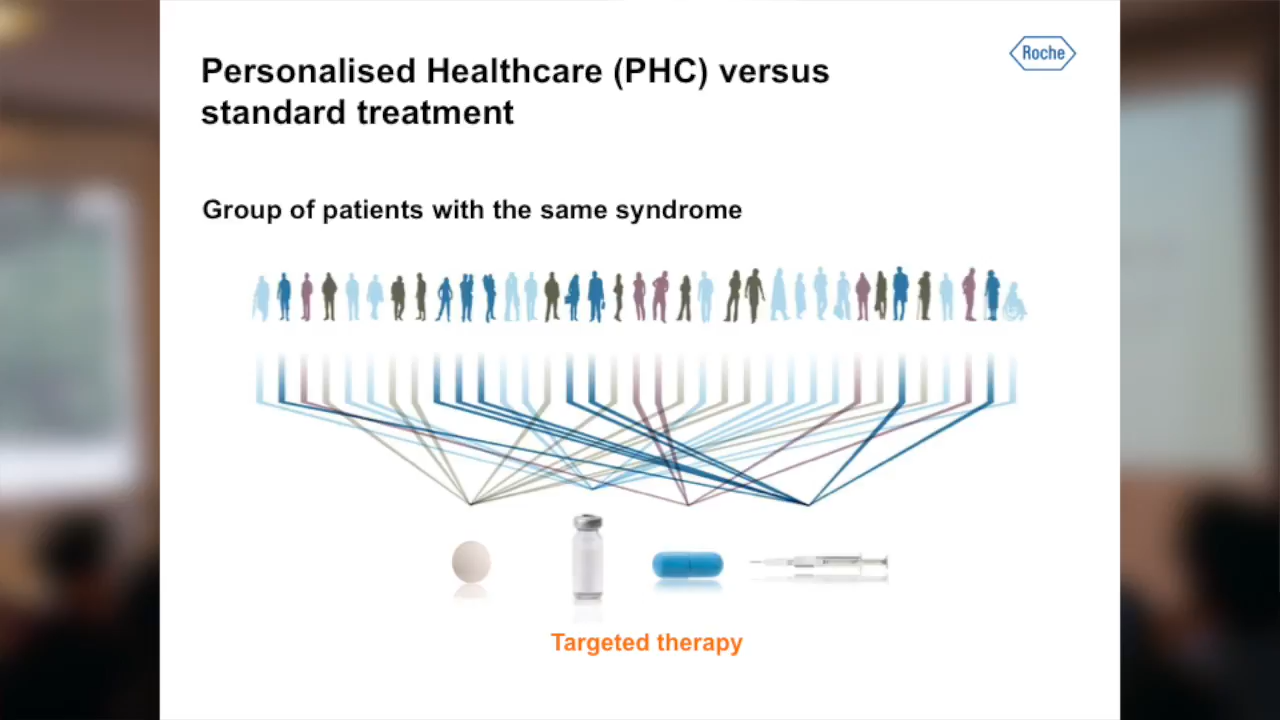 Roche
Personalised Healthcare (PHC) versus
standard treatment
Group of patients with the same syndrome
Targeted therapy